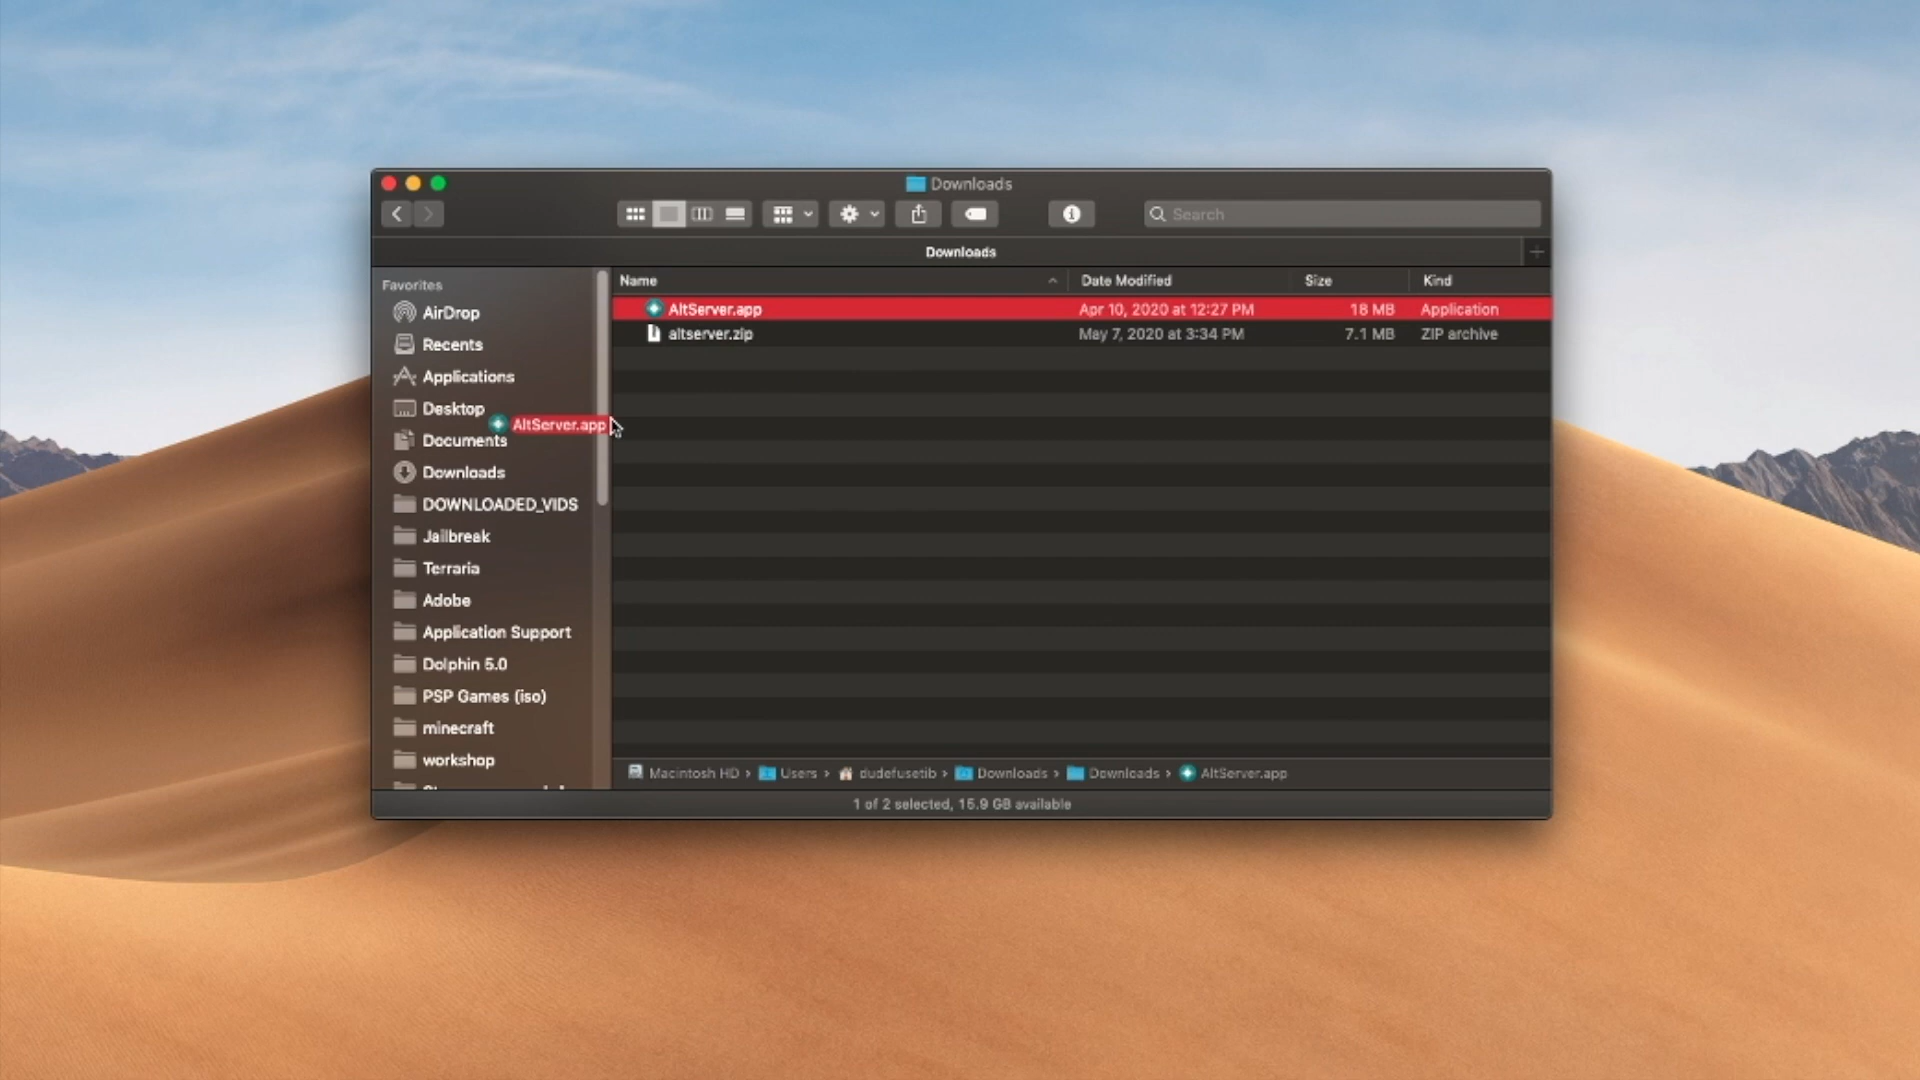 Downloads
Search
Downloads
Favorites
AirDrop
Recents
Applications
Desktop
Documents
Downloads
DOWNLOADED_VIDS
Jailbreak
Terraria
Adobe
Application Support
Dolphin 5.0
PSP Games (iso)
minecraft
workshop
Name Date Modified Size Kind
AltServer.app Apr 10, 2020 at 12:27 PM 18 MB Application
altserver.zip May 7, 2020 at 3:34 PM 7.1 MB ZIP archive
AltServer.app
Macintosh HD › Users › dudefusetib › Downloads › Downloads › AltServer.app
1 of 2 selected, 15.9 GB available